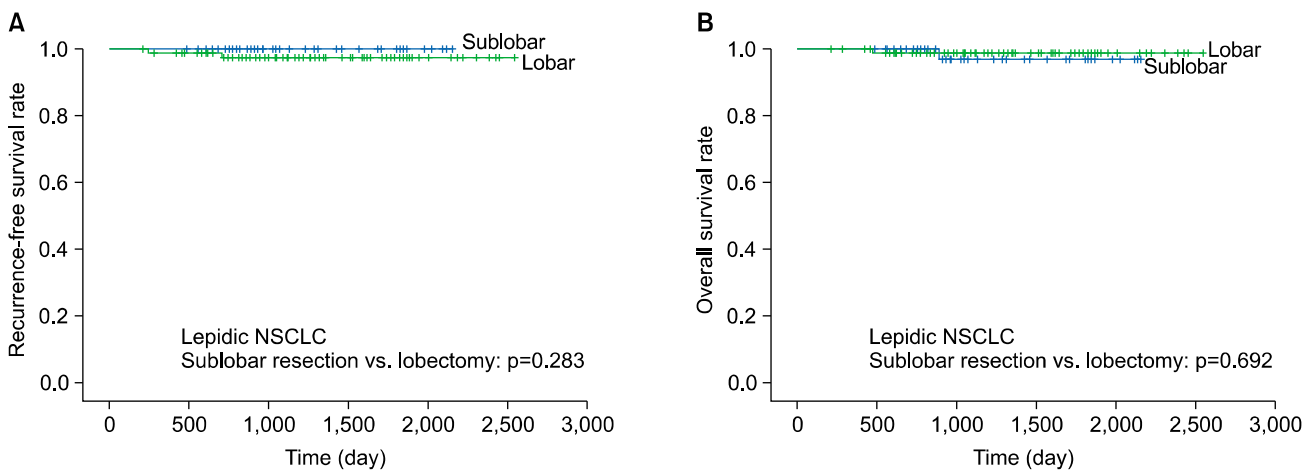 A
Recurrence-free survival rate
1.0
0.8
0.6
0.4
0.2
0.0
Sublobar
Lobar
Lepidic NSCLC
Sublobar resection vs. lobectomy: p=0.283
0 500 1,000 1,500 2,000 2,500 3,000
Time (day)
B
Overall survival rate
1.0
0.8
0.6
0.4
0.2
0.0
Lobar
Sublobar
Lepidic NSCLC
Sublobar resection vs. lobectomy: p=0.692
0 500 1,000 1,500 2,000 2,500 3,000
Time (day)